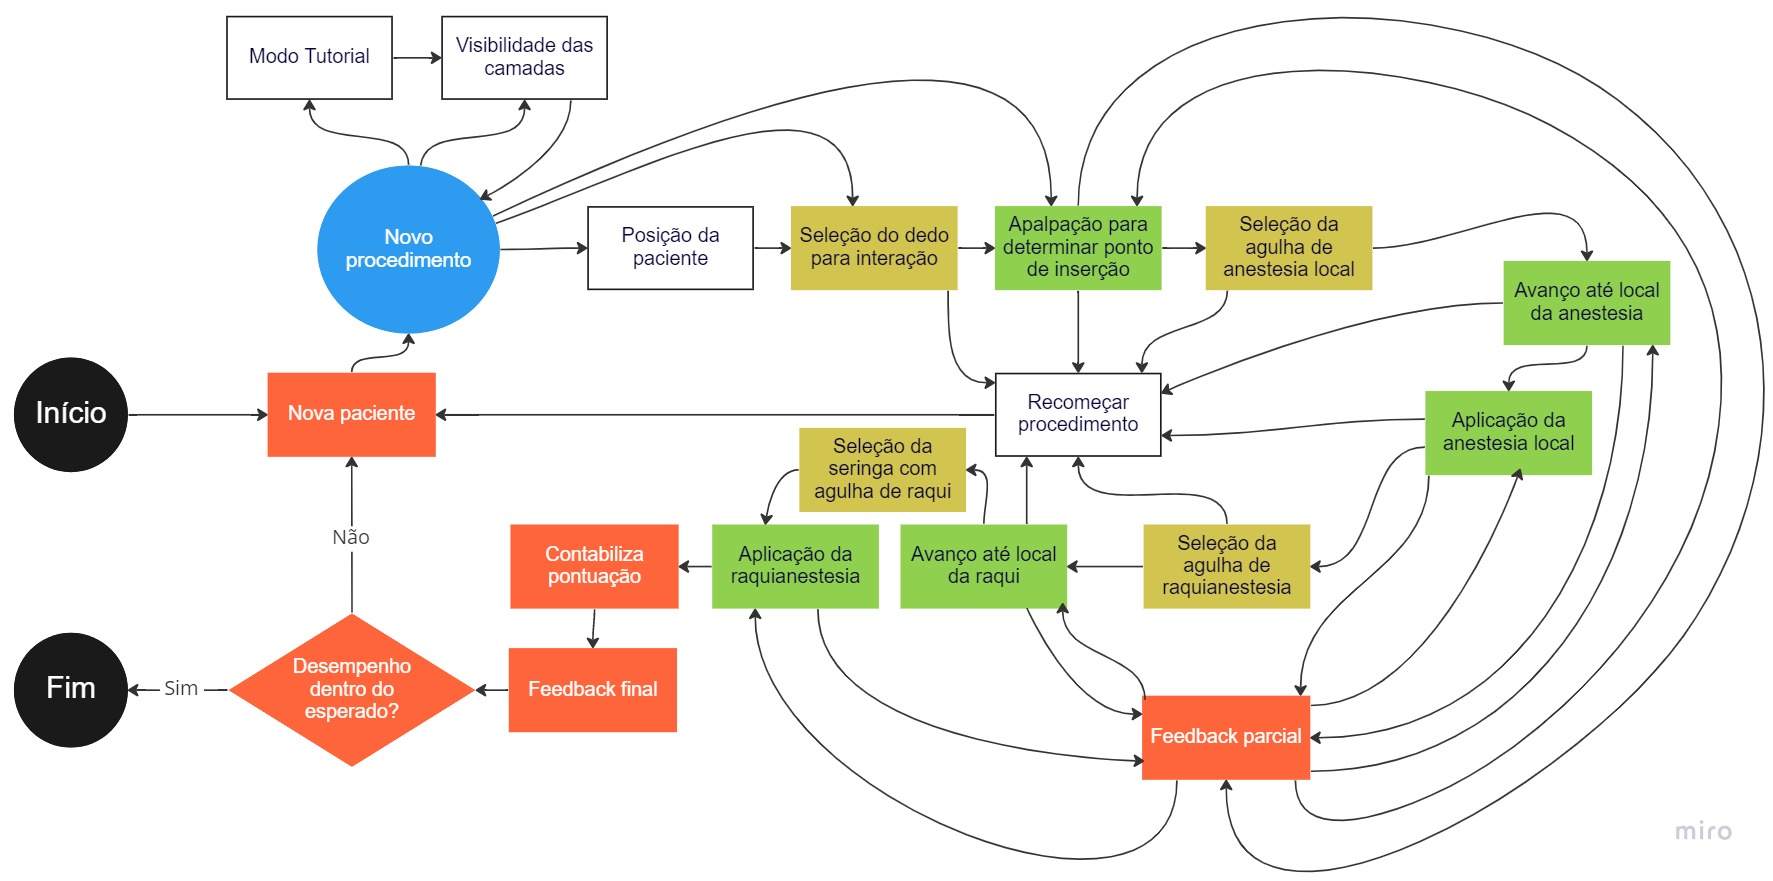 Modo Tutorial
Visibilidade das
camadas
Novo
procedimento
Posição da
paciente
Seleção do dedo
para interação
Apalpação para
determinar ponto
de inserção
Seleção da
agulha de
anestesia local
Avanço até local
da anestesia
Início
Nova paciente
Recomeçar
procedimento
Aplicação da
anestesia local
Seleção da
seringa com
agulha de raqui
Não
Contabiliza
pontuação
Aplicação da
raquianestesia
Avanço até local
da raqui
Seleção da
agulha de
raquianestesia
Fim
Sim
Desempenho
dentro do
esperado?
Feedback final
Feedback parcial
miro